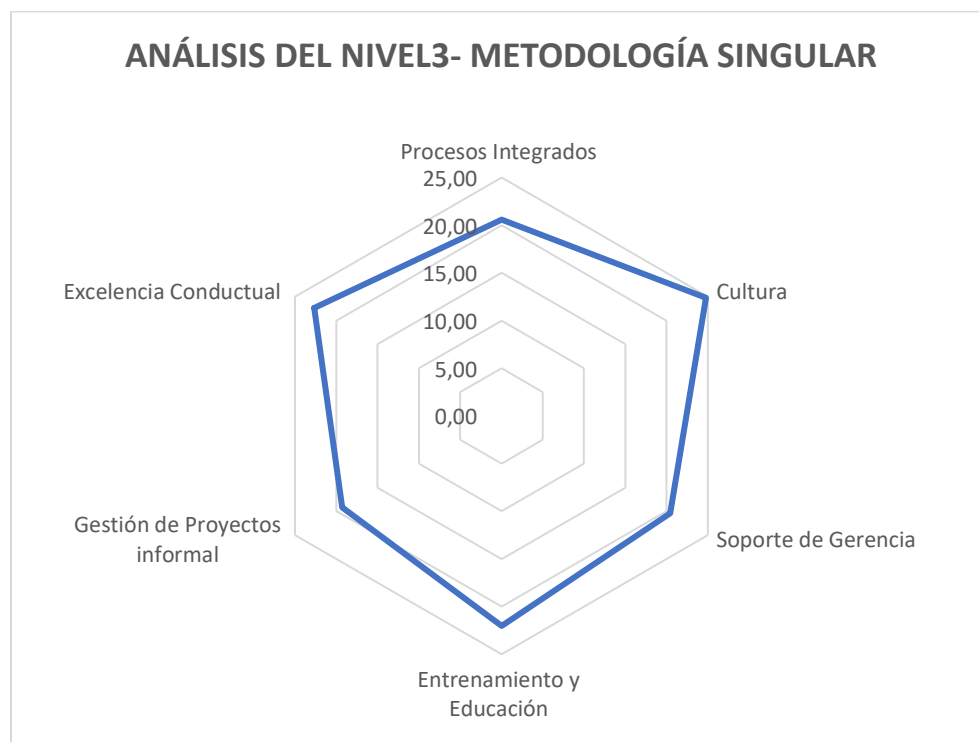 ANÁLISIS DEL NIVEL3- METODOLOGÍA SINGULAR
Procesos Integrados
25,00
20,00
15,00
10,00
5,00
0,00
Excelencia Conductual
Cultura
Gestión de Proyectos
informal
Soporte de Gerencia
Entrenamiento y
Educación